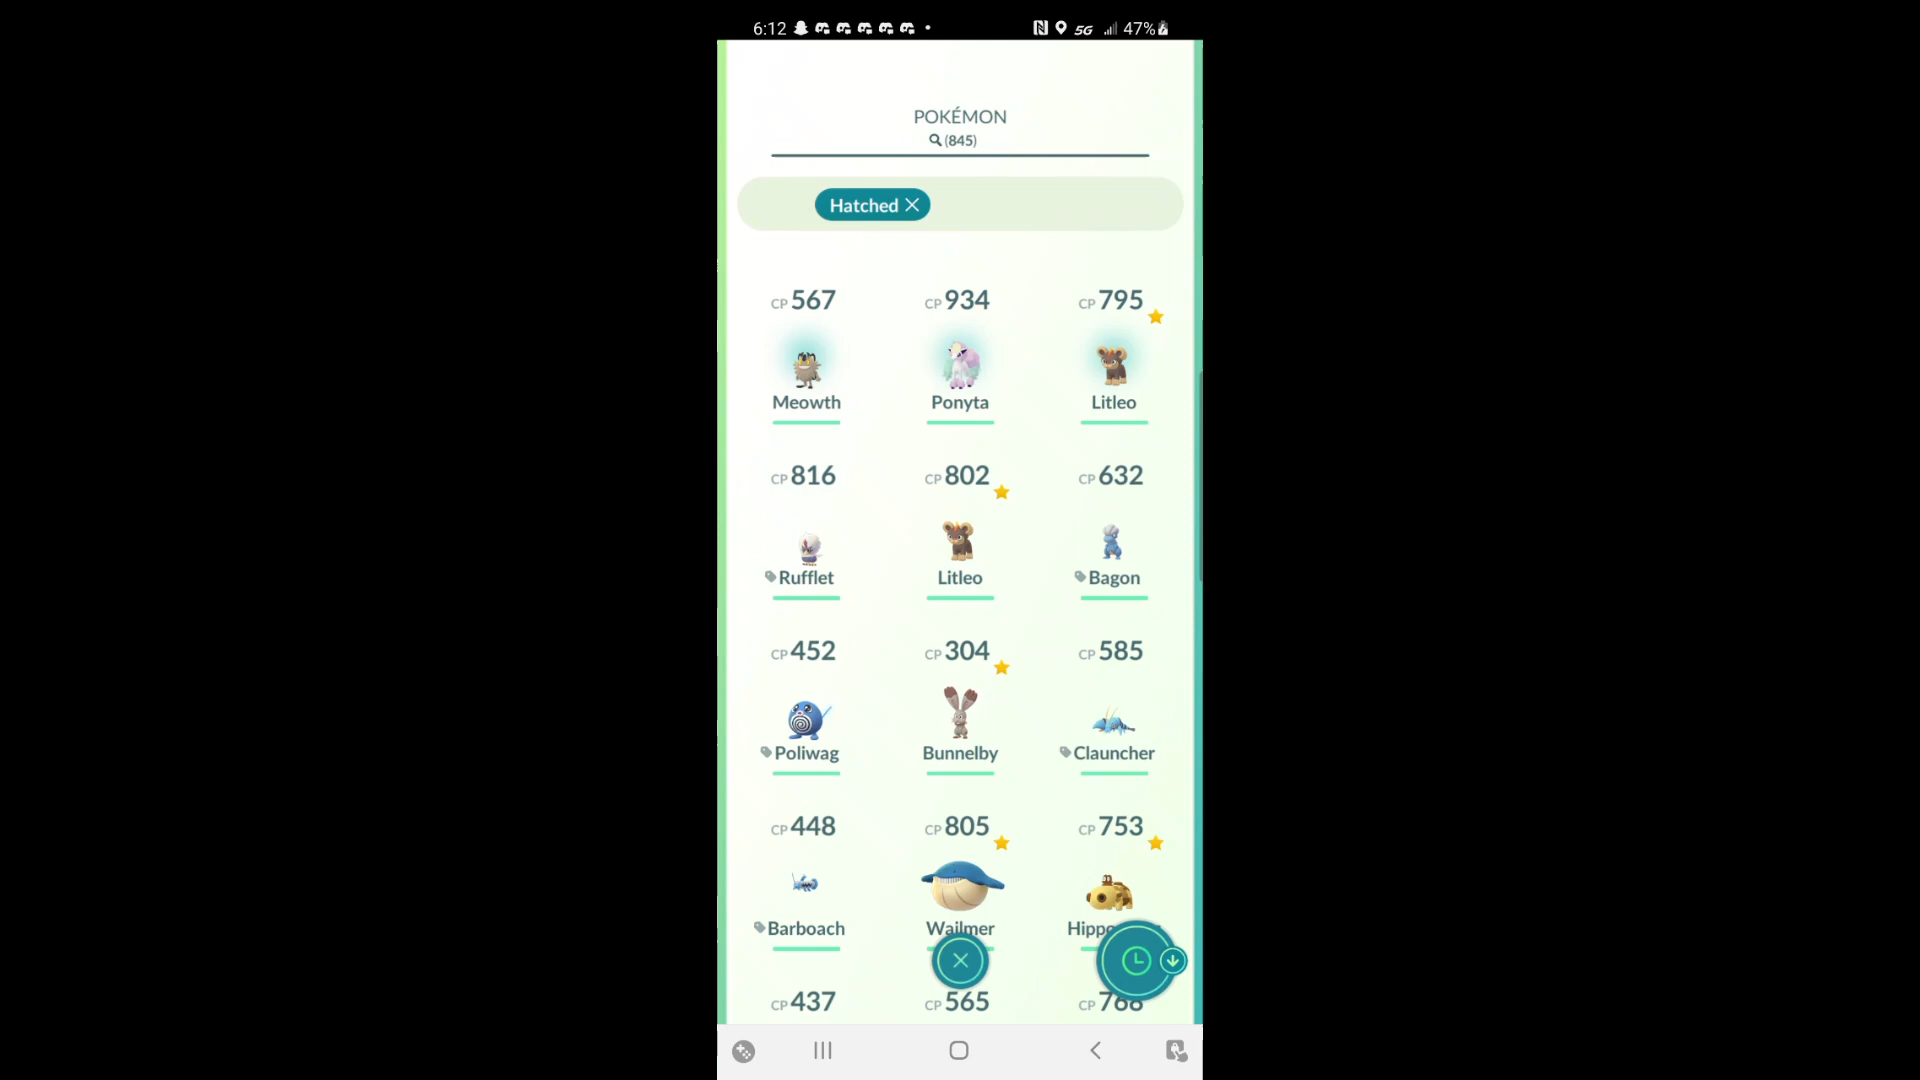 6:12 5G 47%
POKÉMON
(845)
Hatched
CP 567 CP 934 CP 795
Meowth Ponyta Litleo
CP 816 CP 802 CP 632
Rufflet Litleo Bagon
CP 452 CP 304 CP 585
Poliwag Bunnelby Clauncher
CP 448 CP 805 CP 753
Barboach Wailmer
CP 437 CP 565 CP 768